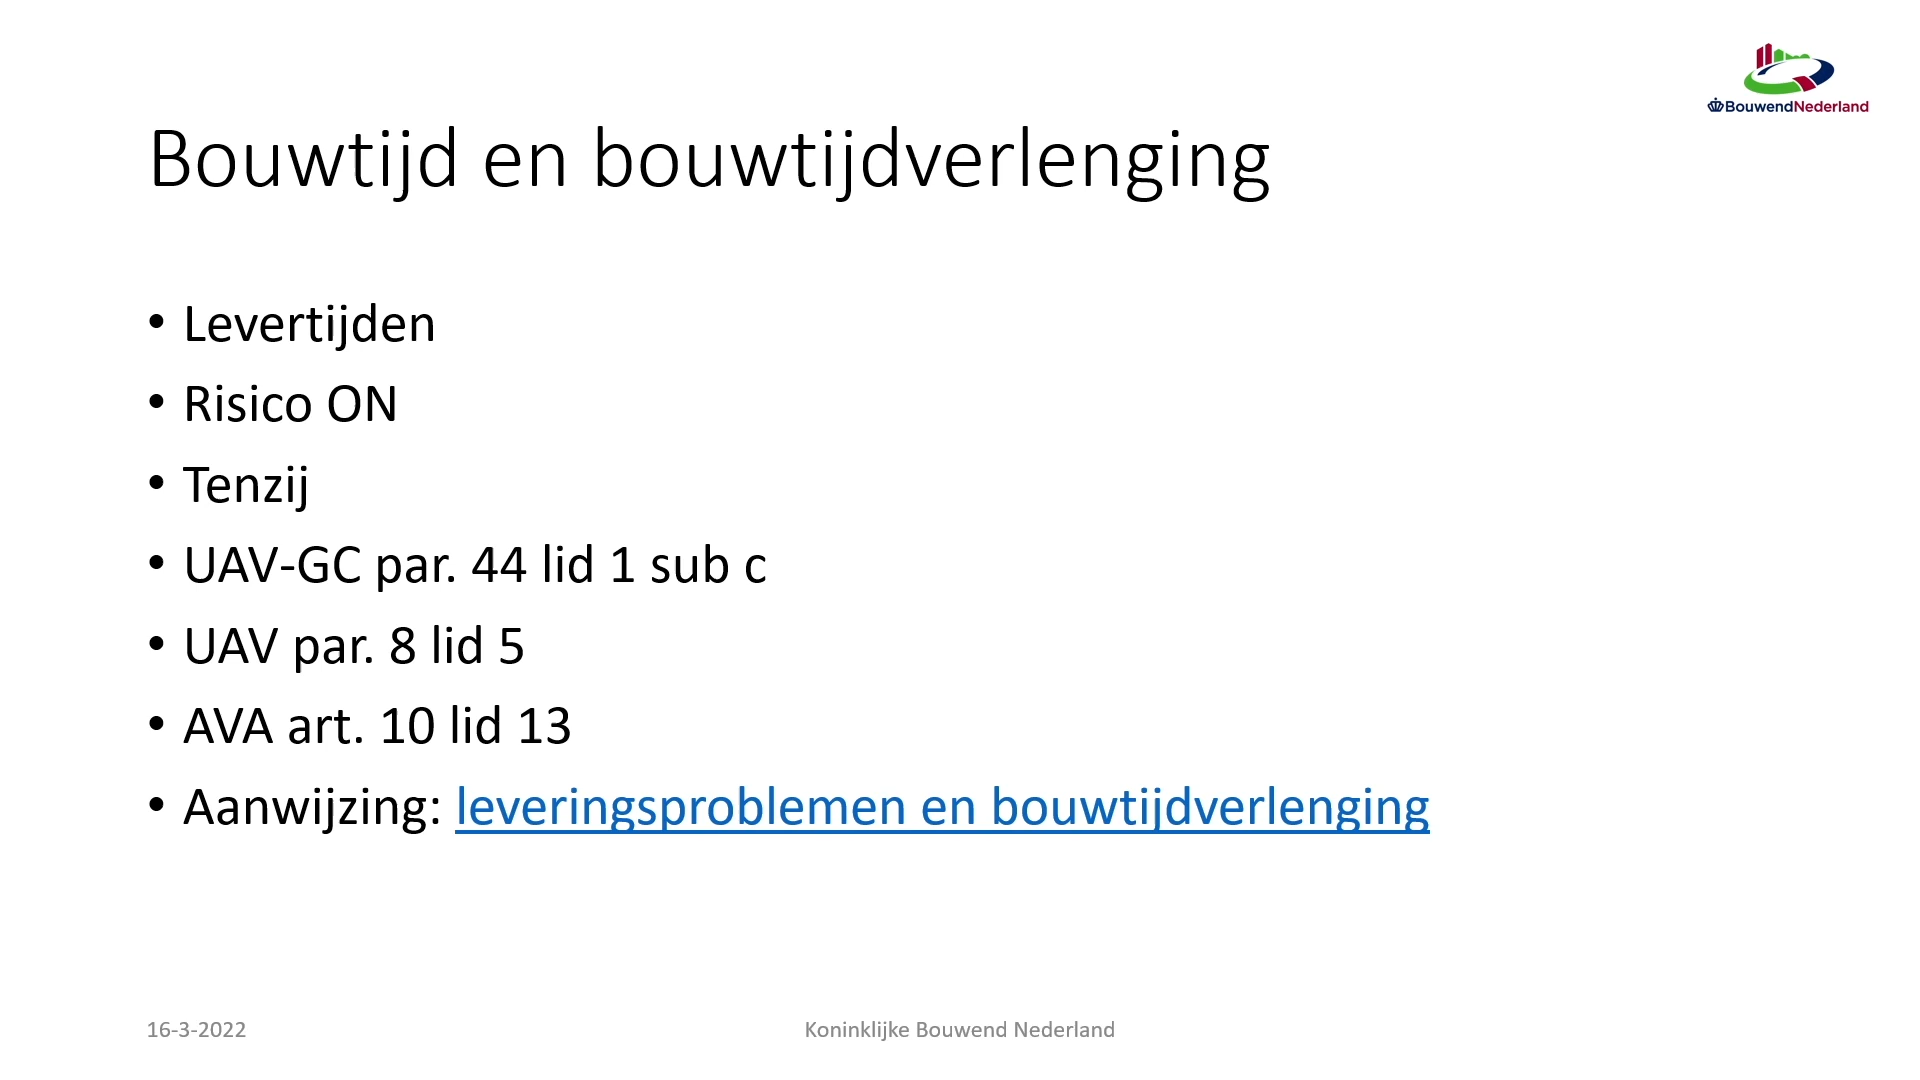 BouwendNederland
Bouwtijd en bouwtijdverlenging
• Levertijden
• Risico ON
• Tenzij
• UAV-GC par. 44 lid 1 sub c
• UAV par. 8 lid 5
• AVA art. 10 lid 13
• Aanwijzing: leveringsproblemen en bouwtijdverlenging
16-3-2022
Koninklijke Bouwend Nederland